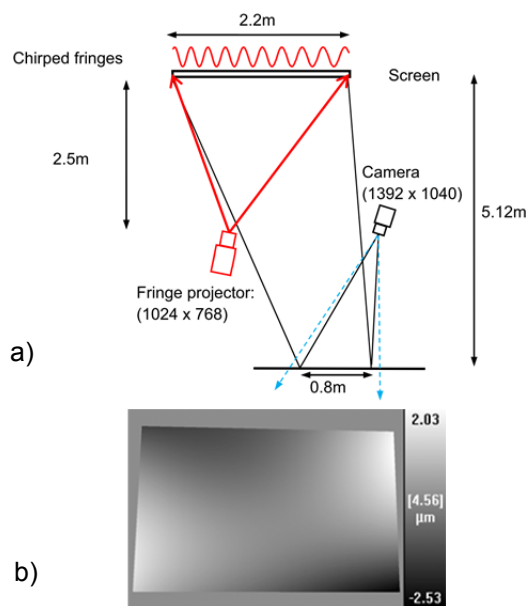 2.2m
Chirped fringes
Screen
2.5m
Camera
(1392 x 1040)
5.12m
Fringe projector:
(1024 x 768)
a)
0.8m
2.03
[4.56]
μm
b)
-2.53